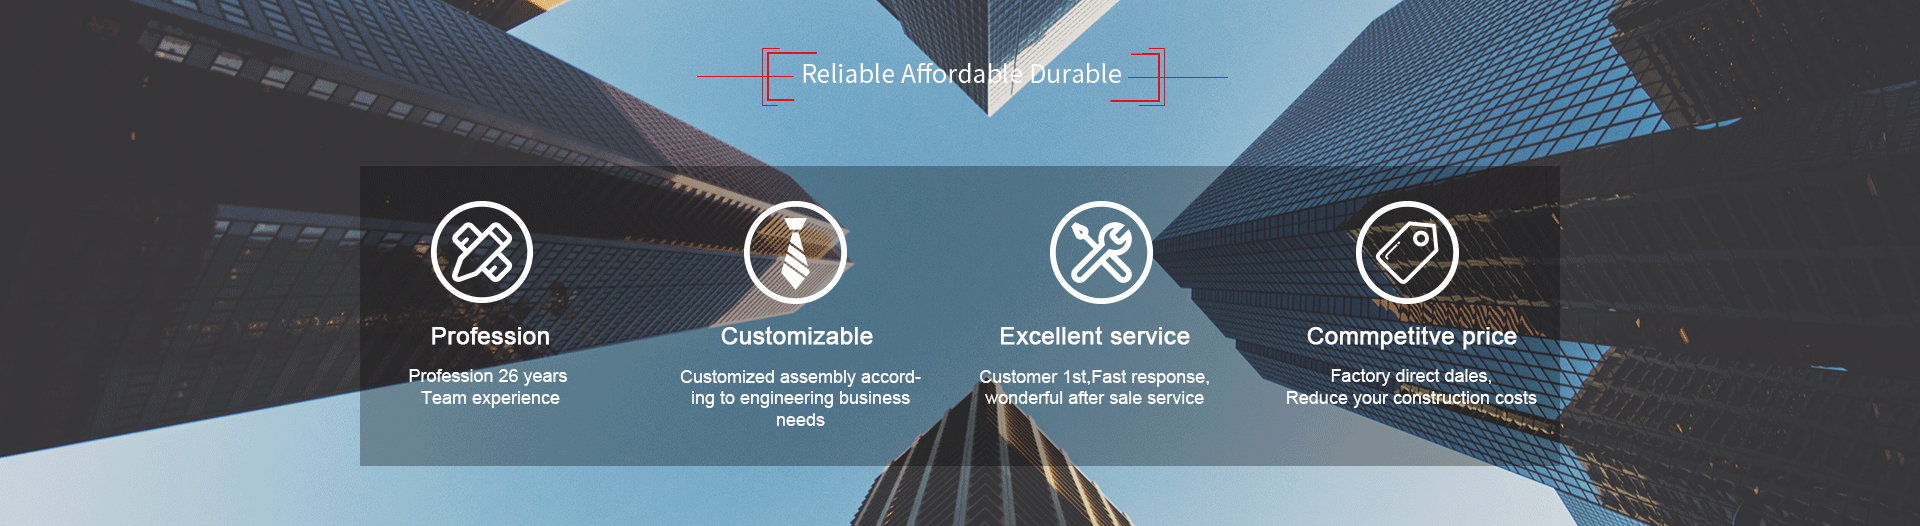 Reliable Affordable Durable
Profession
Profession 26 years
Team experience
Customizable
Customized assembly accord-
ing to engineering business
needs
Excellent service
Customer 1st,Fast response,
wonderful after sale service
Commpetitve price
Factory direct dales,
Reduce your construction costs